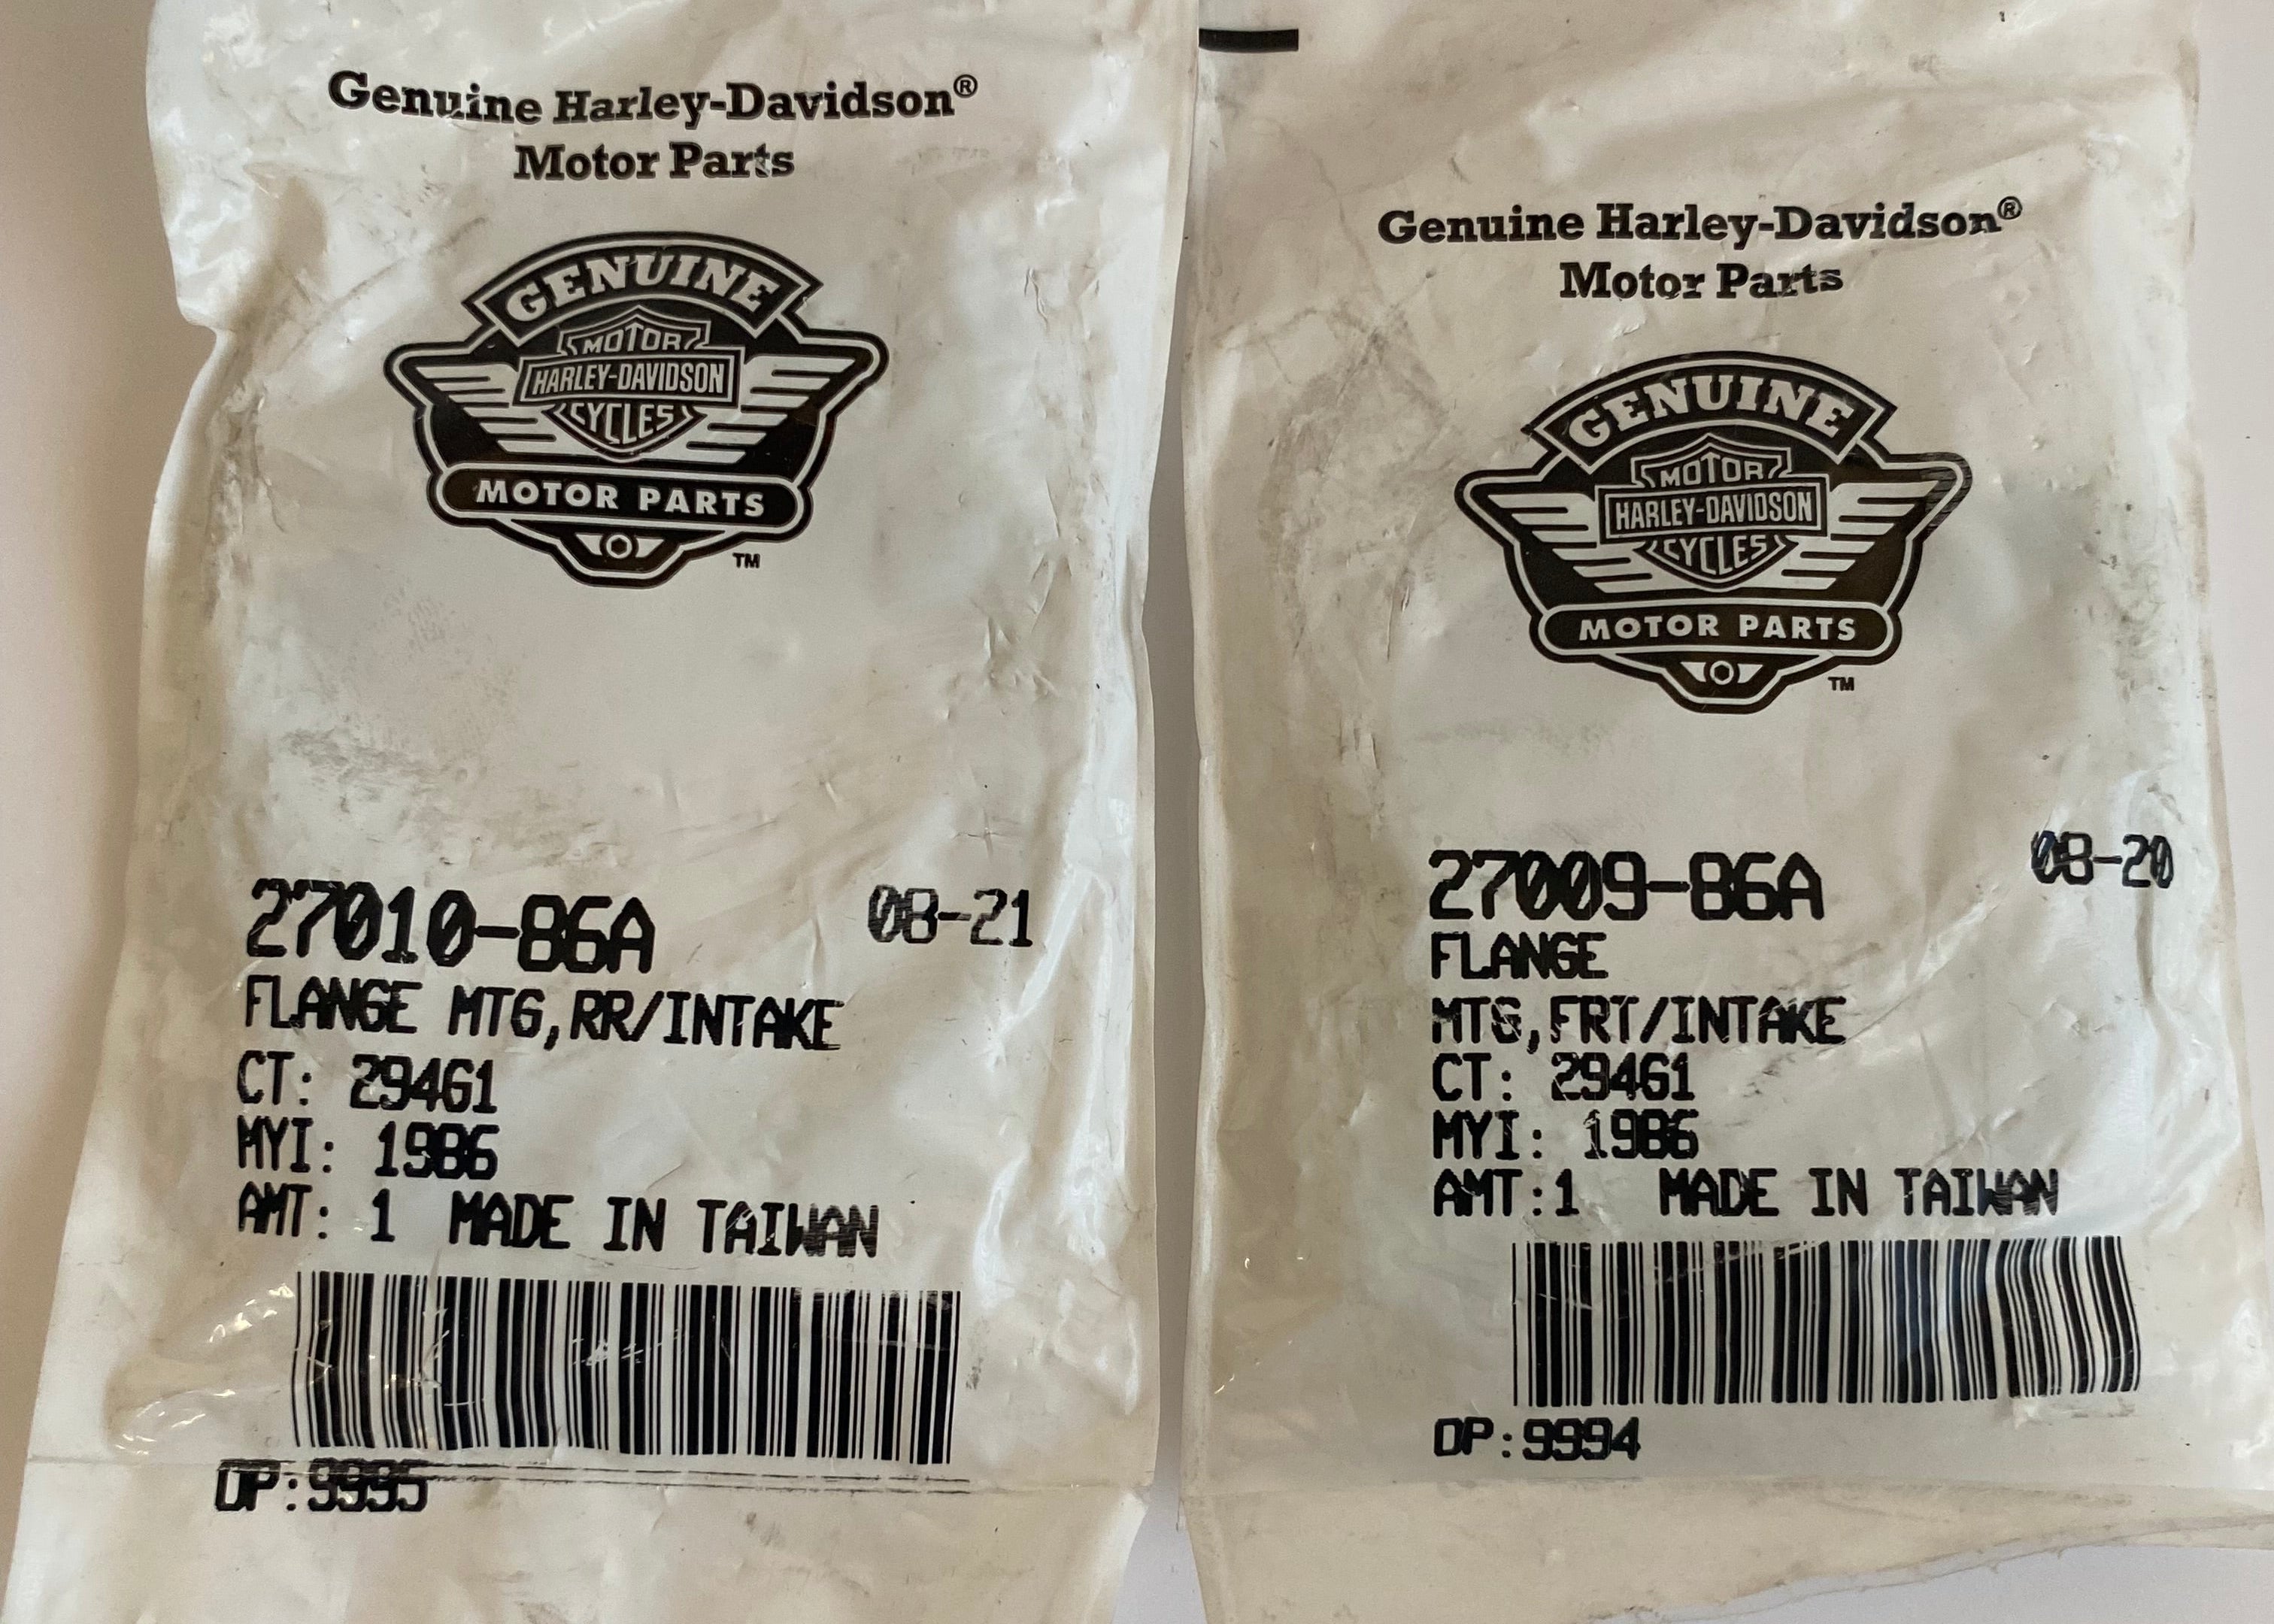 Genuine Harley-Davidson®
Motor Parts
GENUINE
MOTOR
HARLEY-DAVIDSON
CYCLES
MOTOR PARTS
TM
27010-86A 08-21
FLANGE MTG,RR/INTAKE
CT: 29461
MYI: 1986
AMT: 1 MADE IN TAIWAN
OP:9995
Genuine Harley-Davidson®
Motor Parts
GENUINE
MOTOR
HARLEY-DAVIDSON
CYCLES
MOTOR PARTS
TM
27009-86A 08-20
FLANGE
MTG,FRT/INTAKE
CT: 29461
MYI: 1986
AMT:1 MADE IN TAIWAN
OP:9994